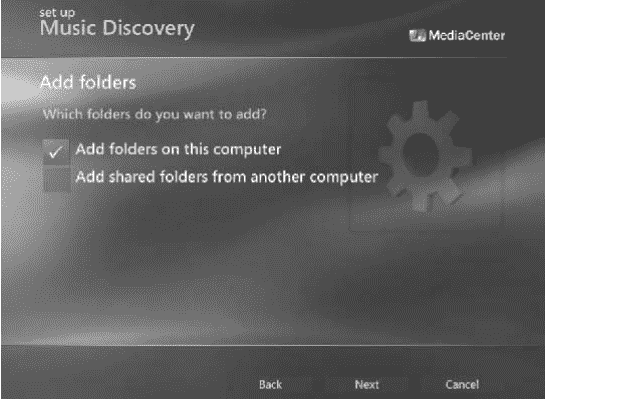 set up
Music Discovery
MediaCenter
Add folders
Which folders do you want to add?
Add folders on this computer
Add shared folders from another computer
Back Next Cancel